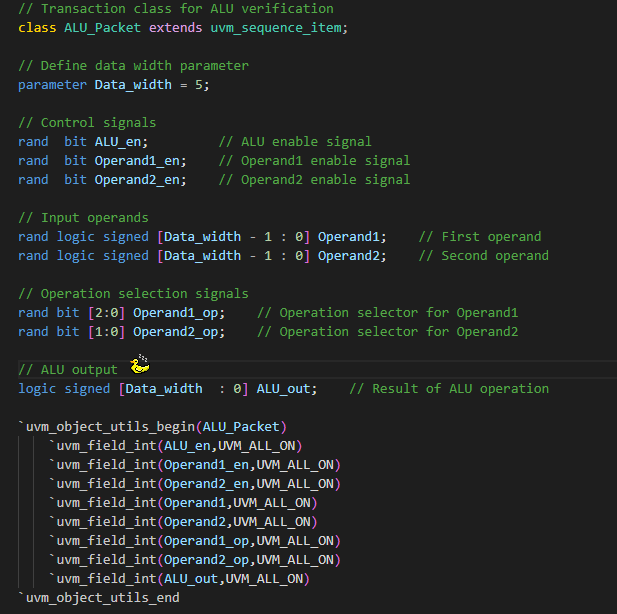 // Transaction class for ALU verification
class ALU_Packet extends uvm_sequence_item;
// Define data width parameter
parameter Data_width = 5;
// Control signals
rand  bit ALU_en;         // ALU enable signal
rand  bit Operand1_en;    // Operand1 enable signal
rand  bit Operand2_en;    // Operand2 enable signal
// Input operands
rand logic signed [Data_width - 1 : 0] Operand1;    // First operand
rand logic signed [Data_width - 1 : 0] Operand2;    // Second operand
// Operation selection signals
rand bit [2:0] Operand1_op;    // Operation selector for Operand1
rand bit [1:0] Operand2_op;    // Operation selector for Operand2
// ALU output
logic signed [Data_width  : 0] ALU_out;    // Result of ALU operation
`uvm_object_utils_begin(ALU_Packet)
    `uvm_field_int(ALU_en,UVM_ALL_ON)
    `uvm_field_int(Operand1_en,UVM_ALL_ON)
    `uvm_field_int(Operand2_en,UVM_ALL_ON)
    `uvm_field_int(Operand1,UVM_ALL_ON)
    `uvm_field_int(Operand2,UVM_ALL_ON)
    `uvm_field_int(Operand1_op,UVM_ALL_ON)
    `uvm_field_int(Operand2_op,UVM_ALL_ON)
    `uvm_field_int(ALU_out,UVM_ALL_ON)
`uvm_object_utils_end